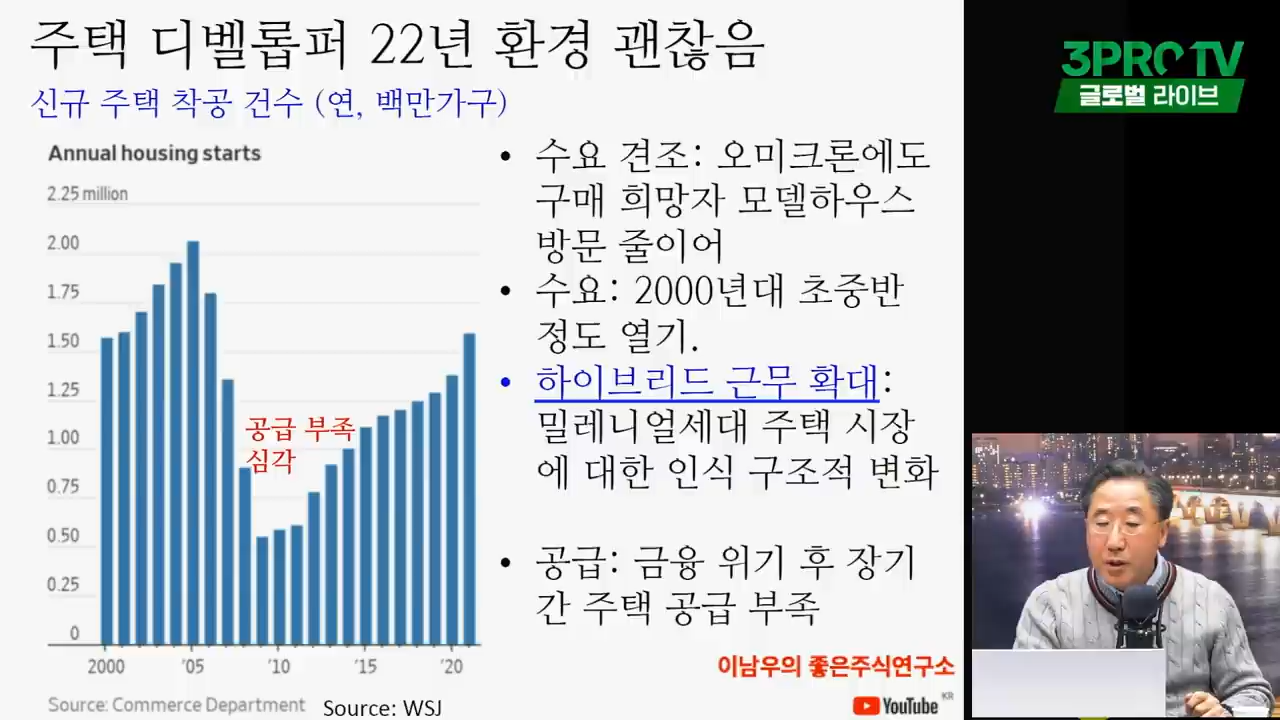 주택 디벨롭퍼 22년 환경 괜찮음
신규 주택 착공 건수 (연, 백만가구)
Annual housing starts
2.25 million
2.00
1.75
1.50
1.25
1.00
0.75
0.50
0.25
0
2000
'05
'10
'15
'20
공급 부족
심각
Source: Commerce Department
Source: WSJ
• 수요 견조: 오미크론에도
구매 희망자 모델하우스
방문 줄이어
• 수요: 2000년대 초중반
정도 열기.
• 하이브리드 근무 확대:
밀레니얼세대 주택 시장
에 대한 인식 구조적 변화
• 공급: 금융 위기 후 장기
간 주택 공급 부족
이남우의 좋은주식연구소
YouTube KR
3PROTV
글로벌 라이브